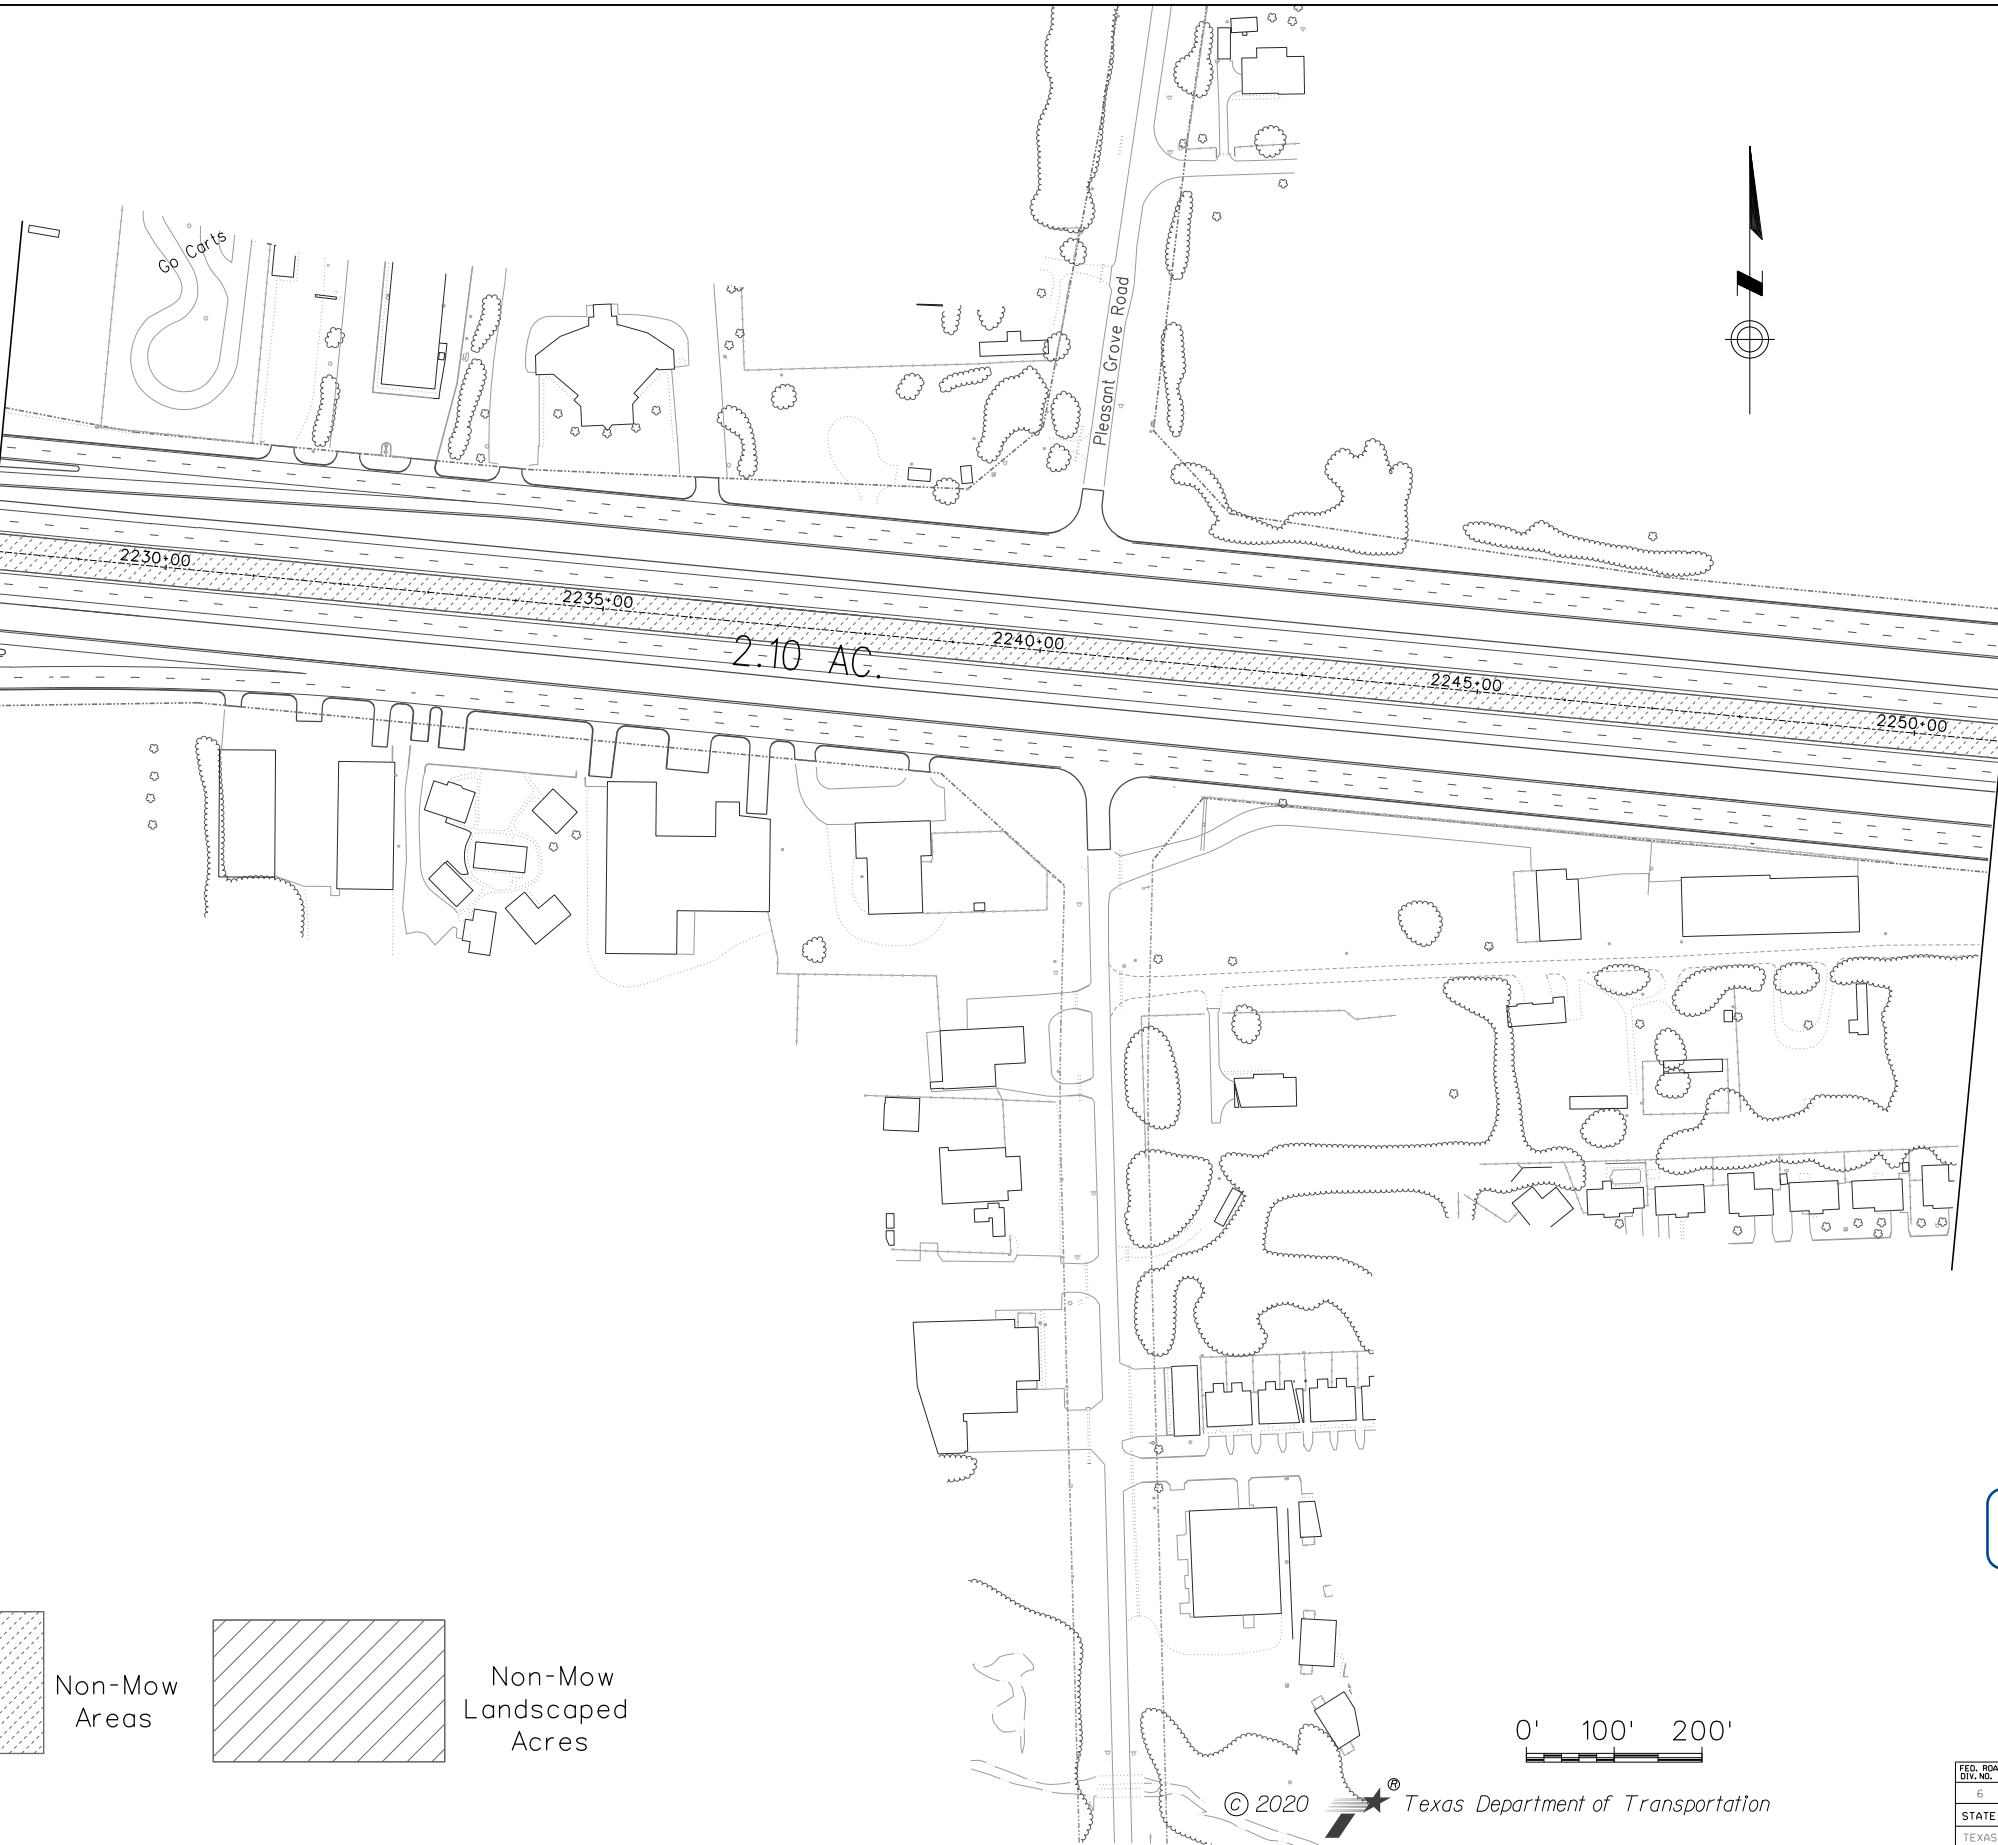 Go Carts
Pleasant Grove Road
N
2230+00
2235+00
2240+00
2245+00
2250+00
2.10 AC.
Non-Mow
Areas
Non-Mow
Landscaped
Acres
0' 100' 200'
© 2020 ® Texas Department of Transportation
FED. ROA
DIV. NO.
6
STATE
TEXAS